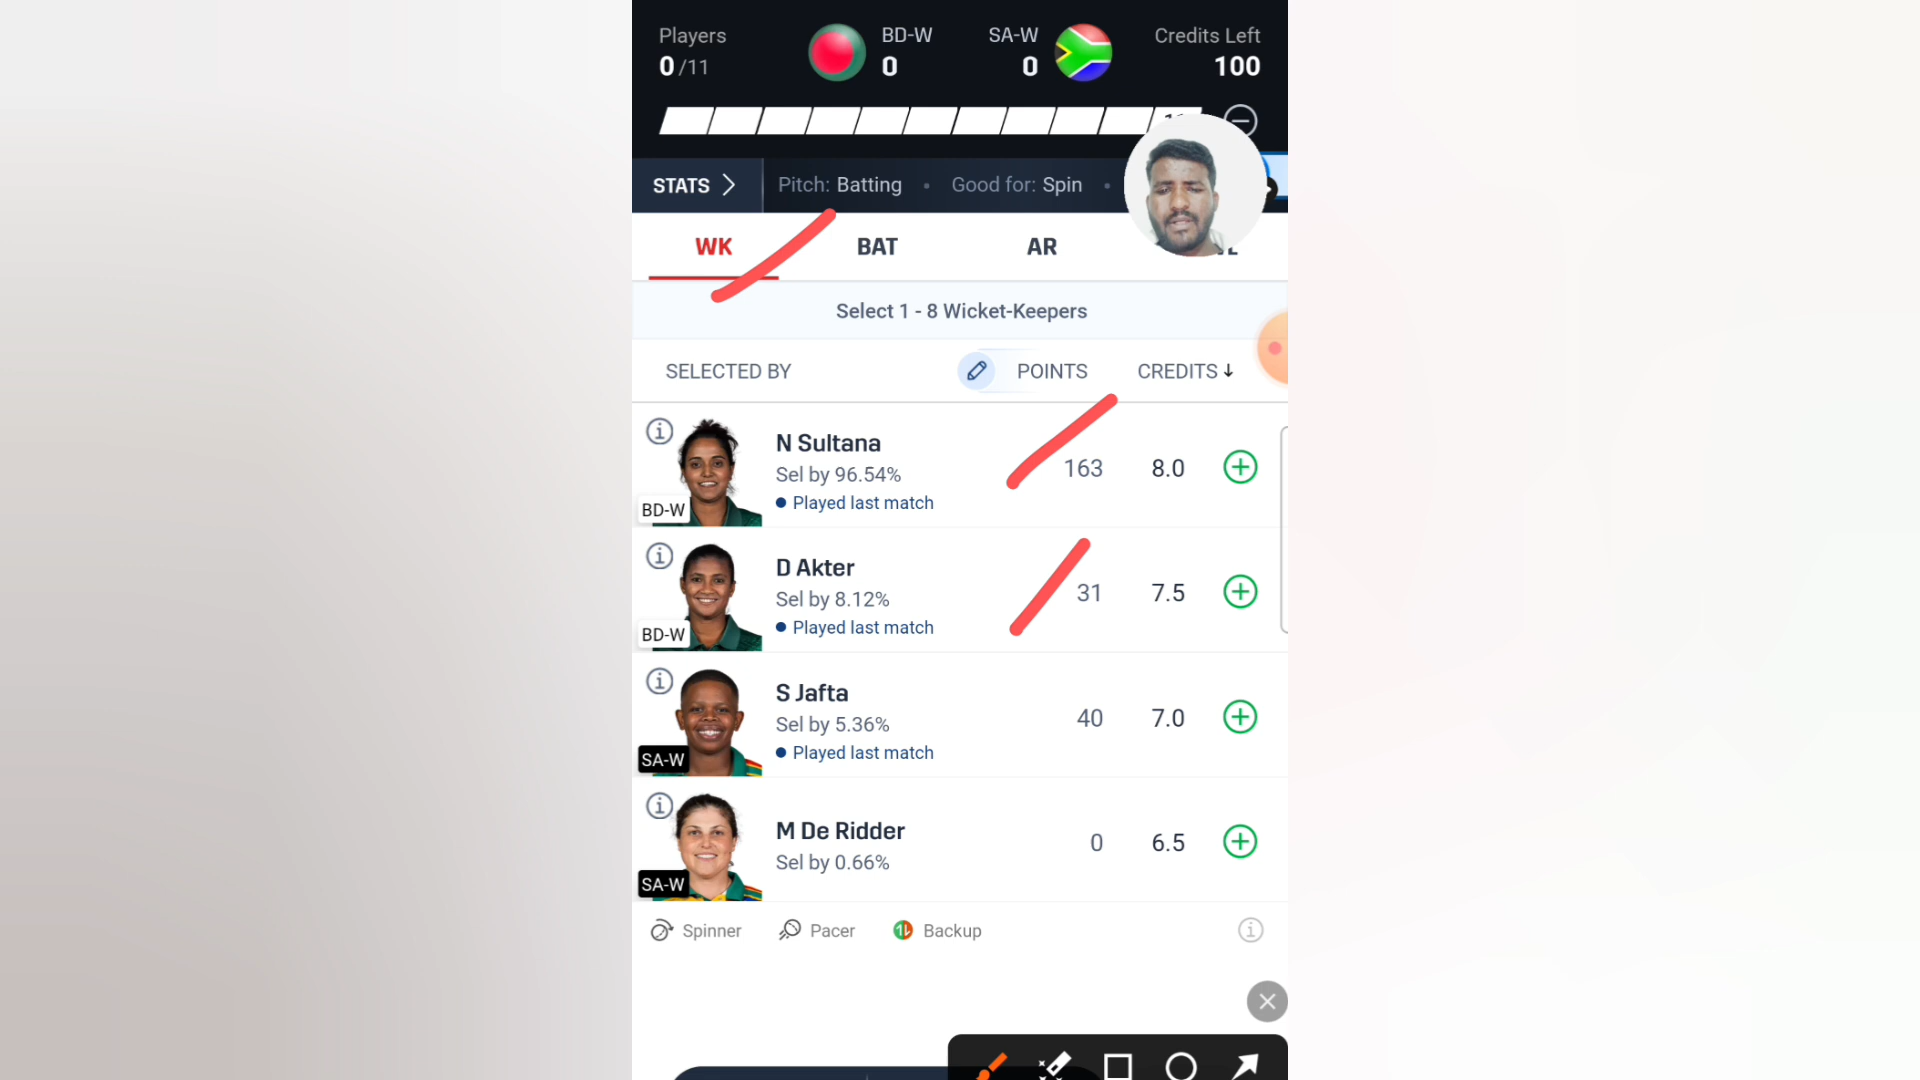 Players
0 /11
BD-W
0
SA-W
0
Credits Left
100
STATS
Pitch: Batting • Good for: Spin •
WK
BAT
AR
Select 1 - 8 Wicket-Keepers
SELECTED BY
POINTS
CREDITS ↓
N Sultana
Sel by 96.54%
Played last match
BD-W
163
8.0
D Akter
Sel by 8.12%
Played last match
BD-W
31
7.5
S Jafta
Sel by 5.36%
Played last match
SA-W
40
7.0
M De Ridder
Sel by 0.66%
SA-W
0
6.5
Spinner
Pacer
Backup